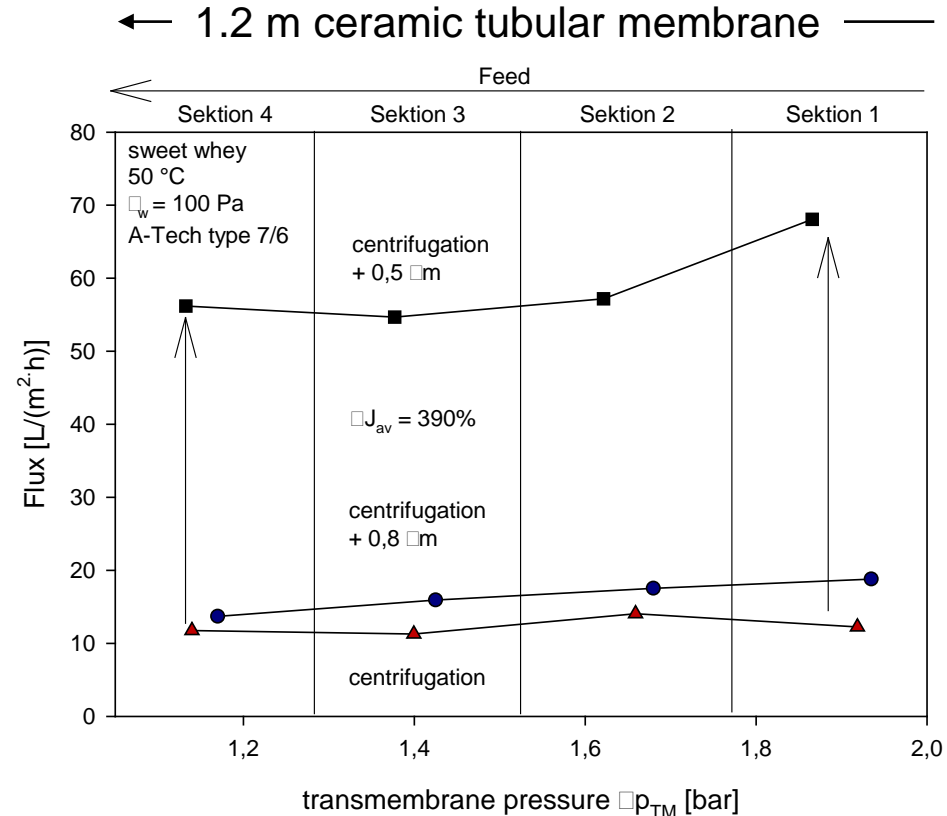 1.2 m ceramic tubular membrane
Feed
Sektion 4 Sektion 3 Sektion 2 Sektion 1
sweet whey
50 °C
□w = 100 Pa
A-Tech type 7/6
centrifugation
+ 0,5 □m
□Jav = 390%
centrifugation
+ 0,8 □m
centrifugation
80
70
60
50
40
30
20
10
0
Flux [L/(m²·h)]
1,2 1,4 1,6 1,8 2,0
transmembrane pressure □pTM [bar]